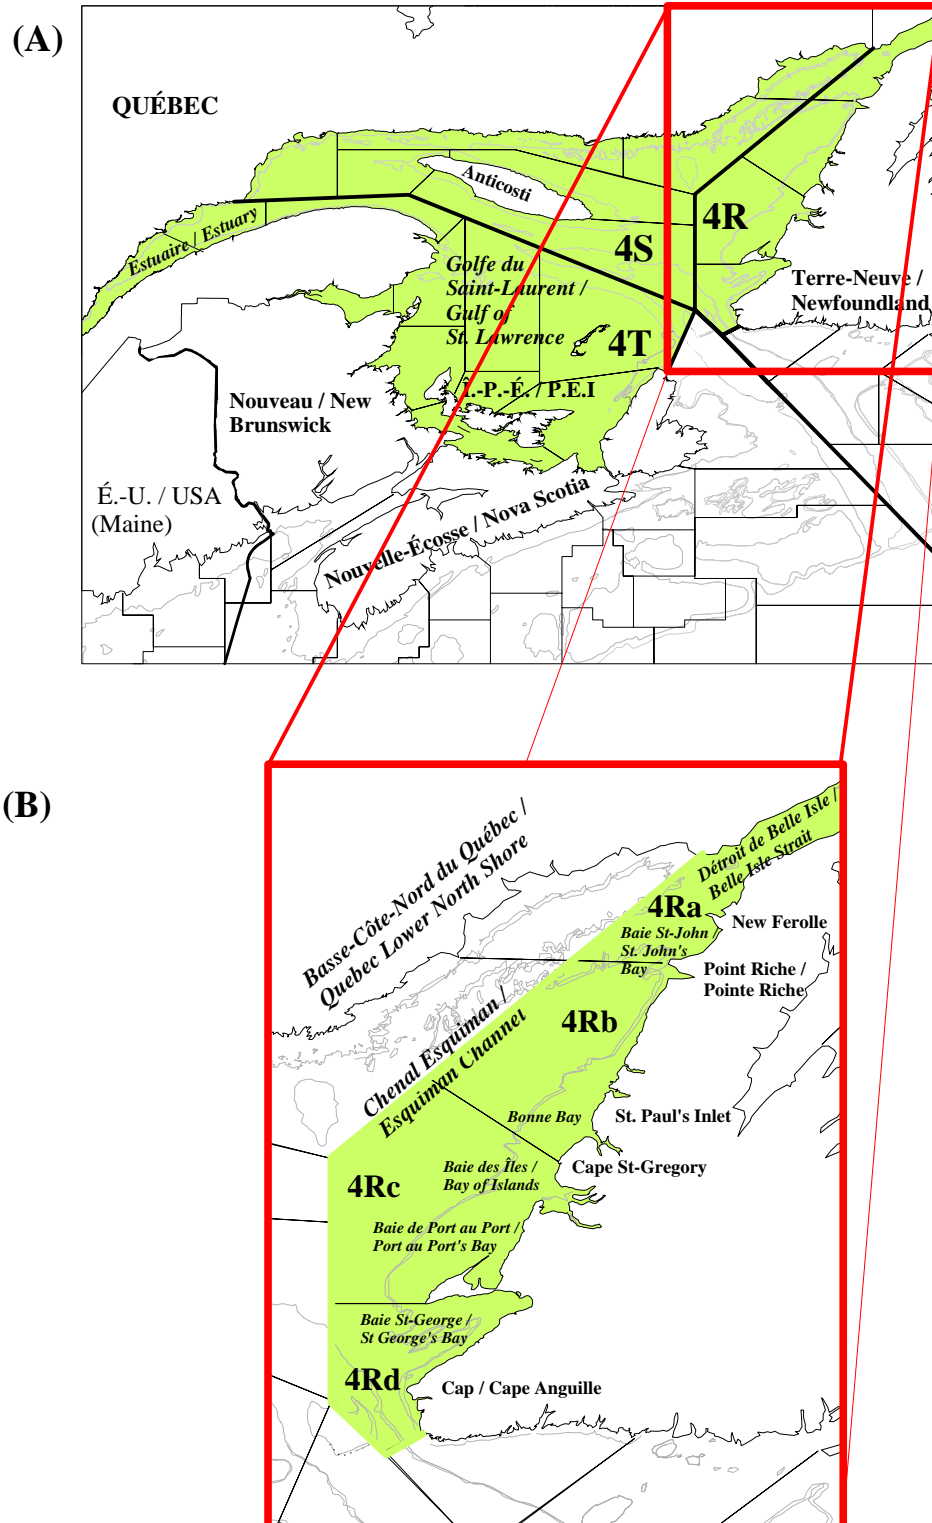 (A)
QUÉBEC
Anticosti
Estuaire / Estuary
4R
4S
Golfe du
Saint-Laurent /
Gulf of
St. Lawrence
4T
Terre-Neuve /
Newfoundland
Î.-P.-É. / P.E.I
Nouveau / New
Brunswick
É.-U. / USA
(Maine)
Nouvelle-Écosse / Nova Scotia
(B)
Basse-Côte-Nord du Québec /
Quebec Lower North Shore
Détroit de Belle Isle /
Belle Isle Strait
4Ra
New Ferolle
Baie St-John /
St. John's
Bay
Point Riche /
Pointe Riche
4Rb
Chenal Esquiman /
Esquiman Channel
Bonne Bay
St. Paul's Inlet
Baie des Îles /
Bay of Islands
Cape St-Gregory
4Rc
Baie de Port au Port /
Port au Port's Bay
Baie St-George /
St George's Bay
4Rd
Cap / Cape Anguille